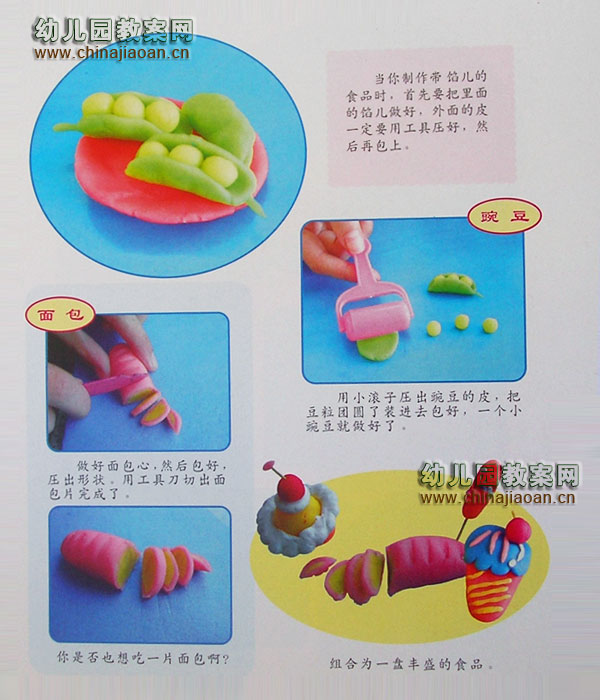 幼儿园教案网
www.chinajiaoan.cn
当你制作带馅儿的
食品时，首先要把里面
的馅儿做好，外面的皮
一定要用工具压好，然
后再包上。
豌豆
用小滚子压出豌豆的皮，把
豆粒团圆了装进去包好，一个小
豌豆就做好了。
面包
做好面包心，然后包好，
压出形状。用工具刀切出面
包片完成了。
你是否也想吃一片面包啊？
幼儿园教案网
www.chinajiaoan.cn
组合为一盘丰盛的食品。